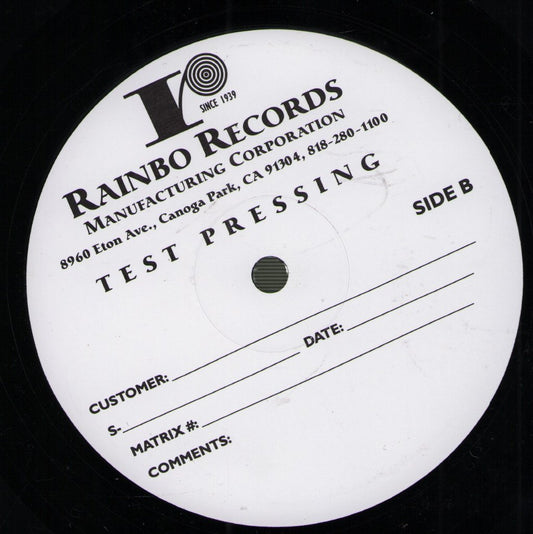 r
SINCE 1939
RAINBO RECORDS
MANUFACTURING CORPORATION
8960 Eton Ave., Canoga Park, CA 91304, 818-280-1100
TEST PRESSING
SIDE B
CUSTOMER:
S- DATE:
MATRIX #:
COMMENTS: